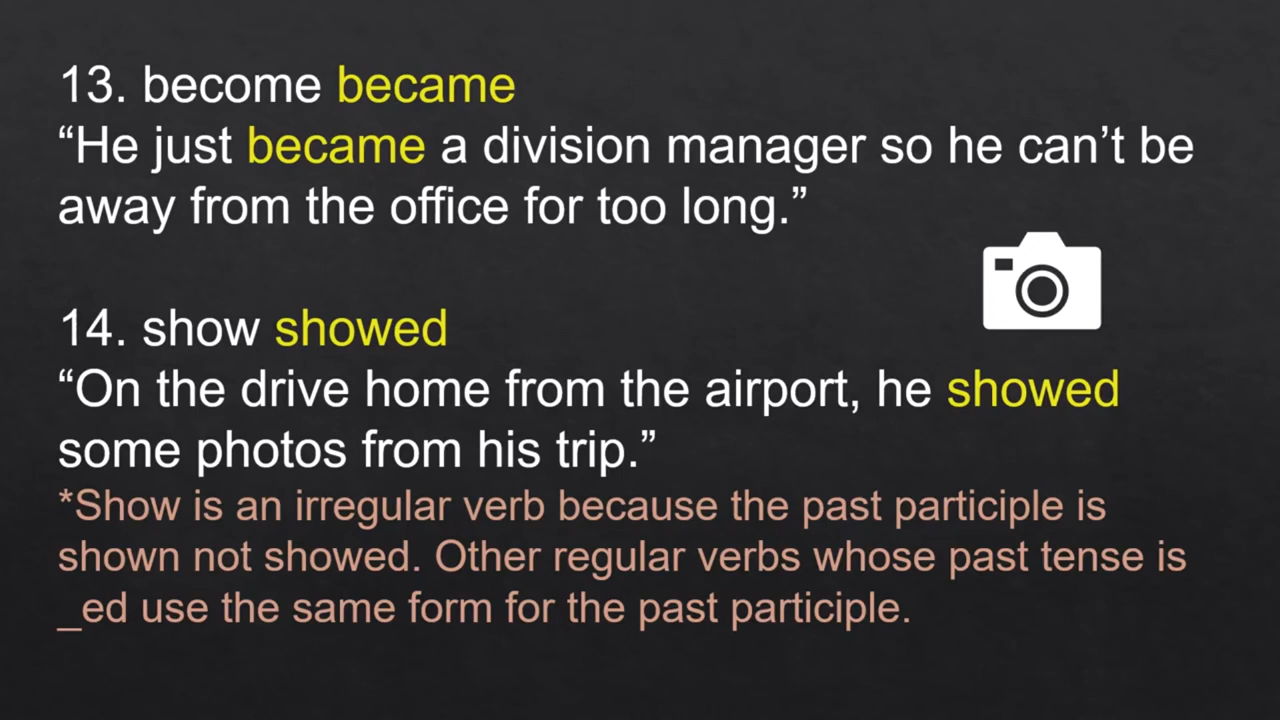 13. become became
“He just became a division manager so he can’t be
away from the office for too long.”
14. show showed
“On the drive home from the airport, he showed
some photos from his trip.”
*Show is an irregular verb because the past participle is
shown not showed. Other regular verbs whose past tense is
_ed use the same form for the past participle.